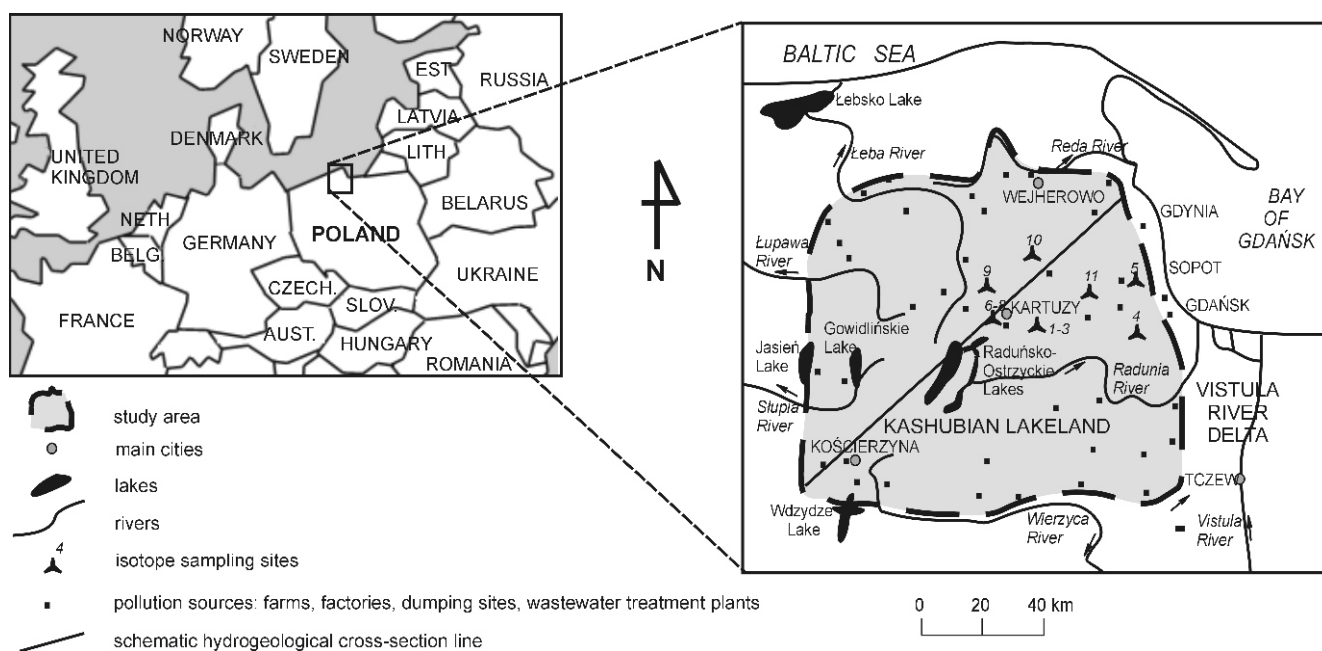 NORWAY
SWEDEN
EST.
RUSSIA
LATVIA
DENMARK
LITH
UNITED
KINGDOM
BELARUS
NETH
BELG.
GERMANY
POLAND
UKRAINE
CZECH.
SLOV.
FRANCE
AUST.
HUNGARY
ROMANIA
N
BALTIC SEA
Łebsko Lake
Łeba River
Reda River
WEJHEROWO
GDYNIA
BAY
OF
GDAŃSK
Łupawa
River
10
SOPOT
9
11
5
GDAŃSK
6-8
KARTUZY
1-3
4
Gowidlińskie
Lake
Jasień
Lake
Raduńsko-
Ostrzyckie
Lakes
Radunia
River
Słupia
River
VISTULA
RIVER
DELTA
KASHUBIAN LAKELAND
KOŚCIERZYNA
TCZEW
Wdzydze
Lake
Wierzyca
River
Vistula
River
study area
main cities
lakes
rivers
4
isotope sampling sites
pollution sources: farms, factories, dumping sites, wastewater treatment plants
schematic hydrogeological cross-section line
0 20 40 km